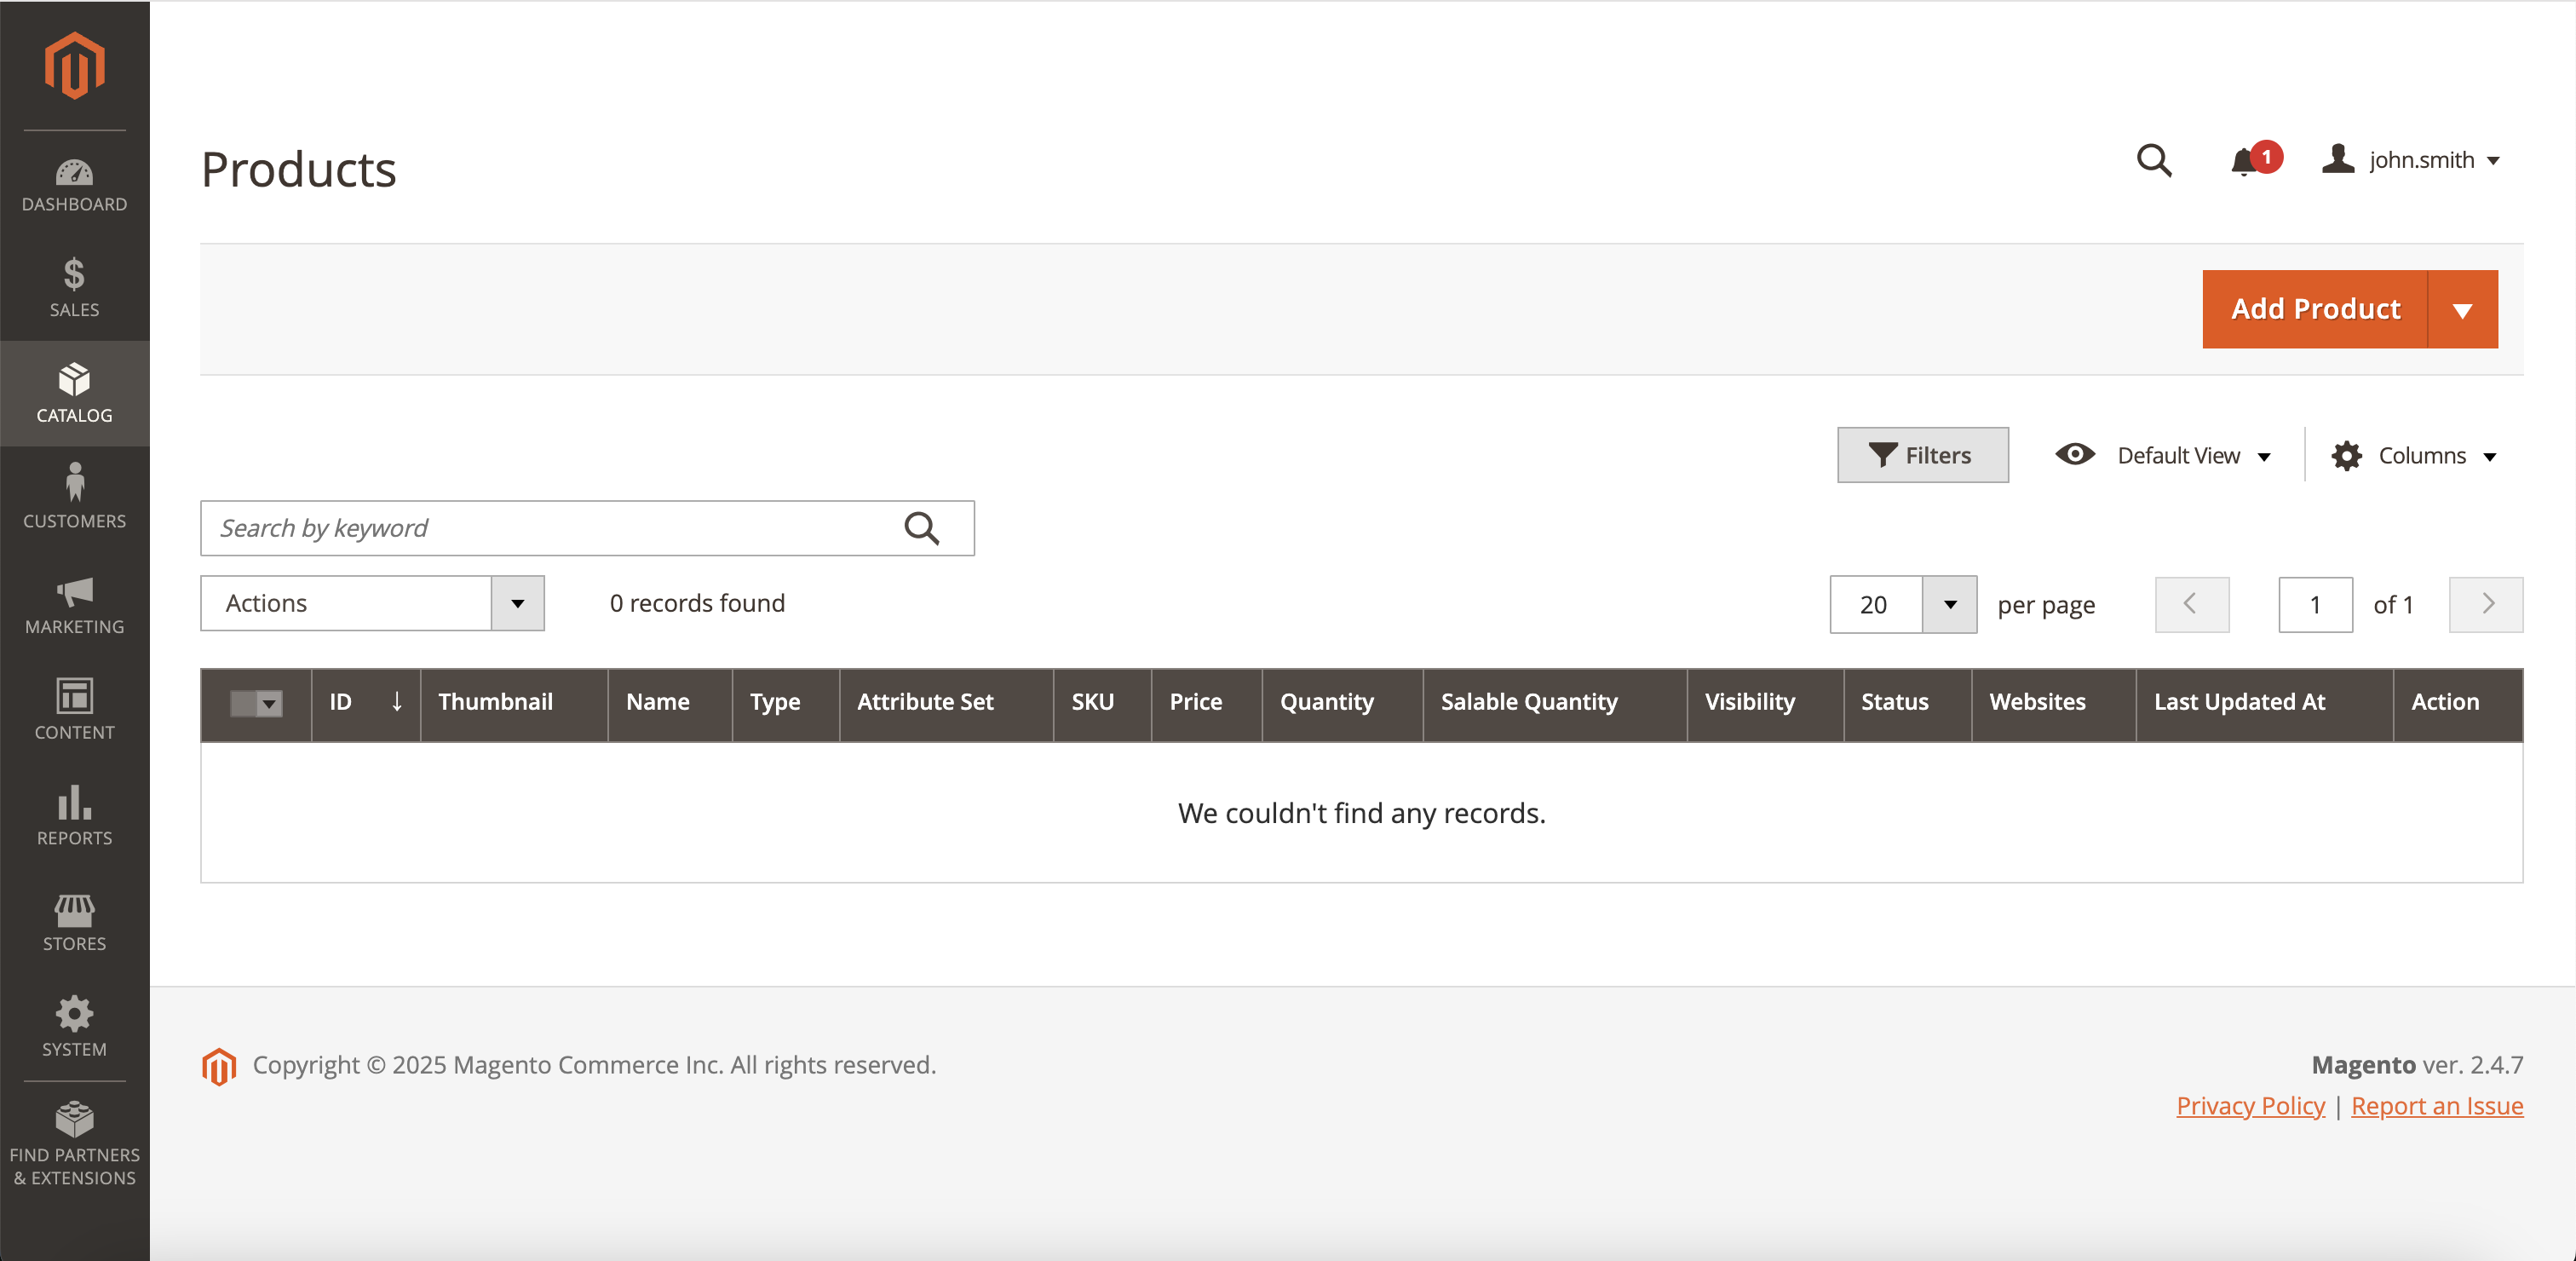 DASHBOARD
SALES
CATALOG
CUSTOMERS
MARKETING
CONTENT
REPORTS
STORES
SYSTEM
FIND PARTNERS
& EXTENSIONS
Products
1
john.smith
Add Product
Filters
Default View
Columns
Search by keyword
Actions
0 records found
20
per page
1
of 1
ID ↓ Thumbnail Name Type Attribute Set SKU Price Quantity Salable Quantity Visibility Status Websites Last Updated At Action
We couldn't find any records.
Copyright © 2025 Magento Commerce Inc. All rights reserved.
Magento ver. 2.4.7
Privacy Policy | Report an Issue